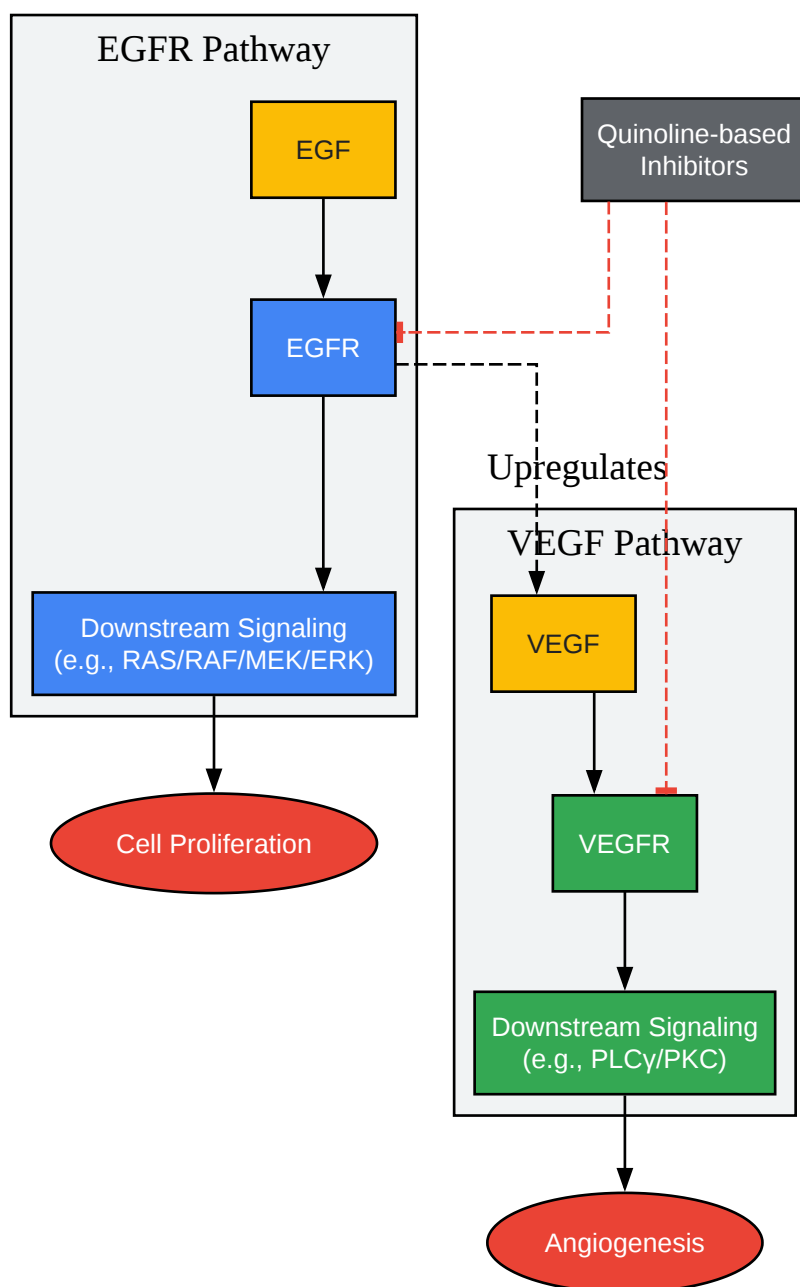 EGFR Pathway
EGF
Quinoline-based
Inhibitors
EGFR
Upregulates
VEGF Pathway
Downstream Signaling
(e.g., RAS/RAF/MEK/ERK)
VEGF
Cell Proliferation
VEGFR
Downstream Signaling
(e.g., PLCγ/PKC)
Angiogenesis